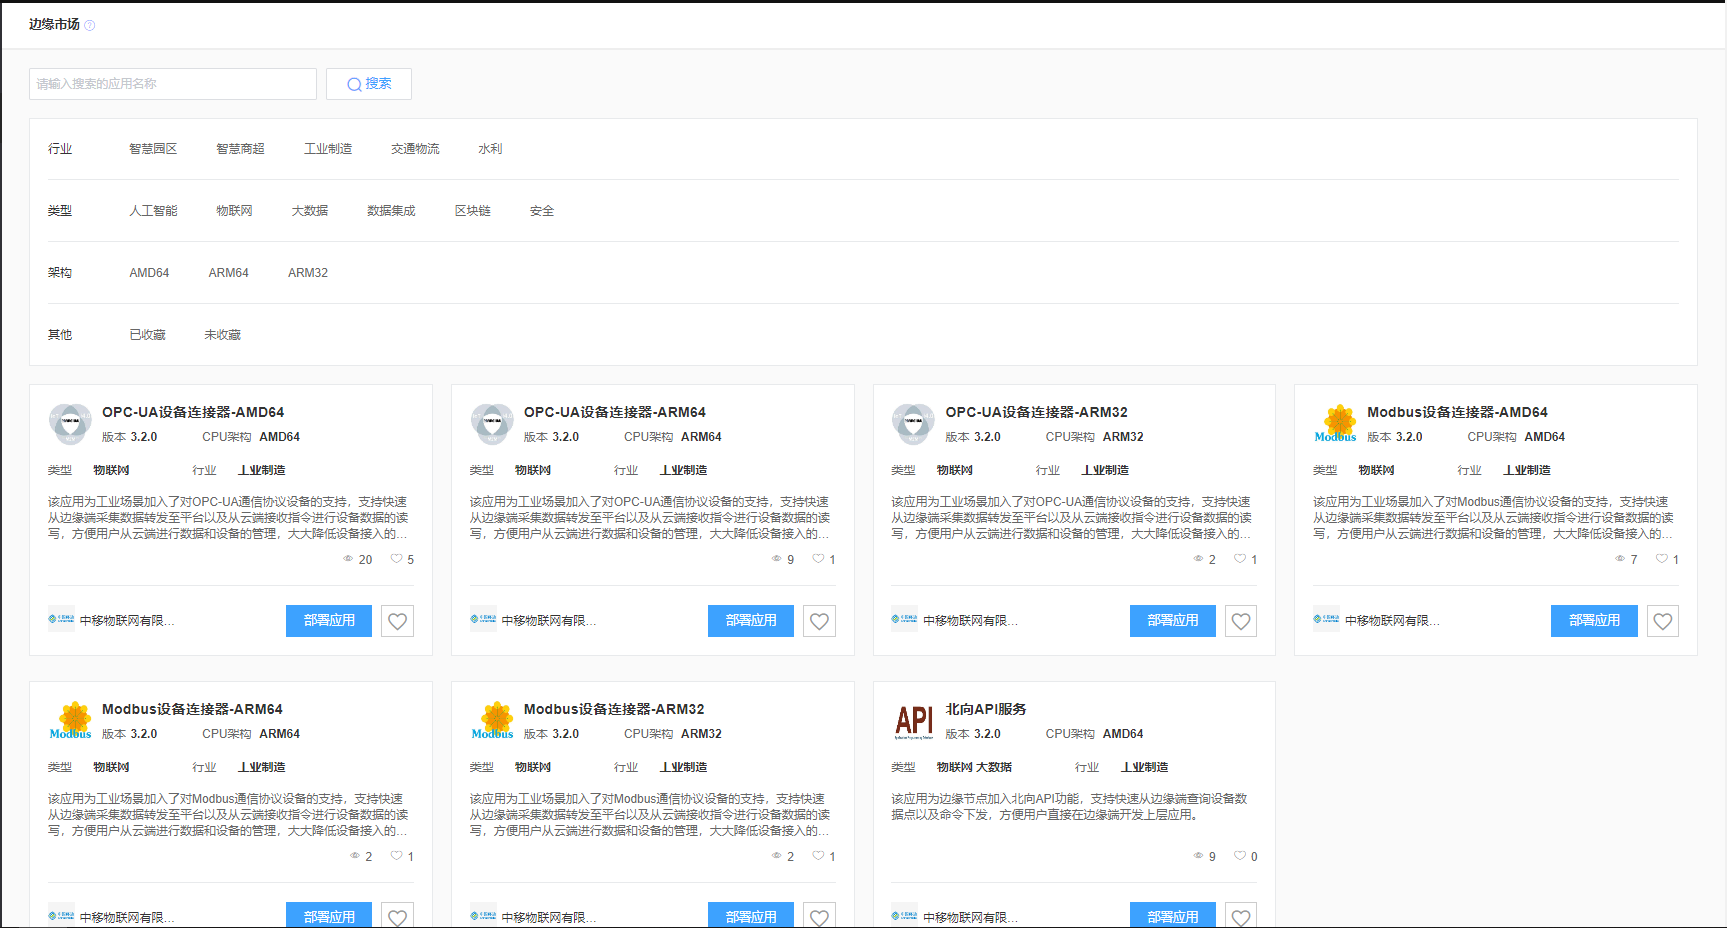 边缘市场
请输入搜索的应用名称 搜索
行业 智慧园区 智慧商超 工业制造 交通物流 水利
类型 人工智能 物联网 大数据 数据集成 区块链 安全
架构 AMD64 ARM64 ARM32
其他 已收藏 未收藏
OPC-UA设备连接器-AMD64
版本 3.2.0 CPU架构 AMD64
类型 物联网 行业 工业制造
该应用为工业场景加入了对OPC-UA通信协议设备的支持，支持快速
从边缘端采集数据转发至平台以及从云端接收指令进行设备数据的读
写，方便用户从云端进行数据和设备的管理，大大降低设备接入的...
20 5
中移物联网有限... 部署应用
OPC-UA设备连接器-ARM64
版本 3.2.0 CPU架构 ARM64
类型 物联网 行业 工业制造
该应用为工业场景加入了对OPC-UA通信协议设备的支持，支持快速
从边缘端采集数据转发至平台以及从云端接收指令进行设备数据的读
写，方便用户从云端进行数据和设备的管理，大大降低设备接入的...
9 1
中移物联网有限... 部署应用
OPC-UA设备连接器-ARM32
版本 3.2.0 CPU架构 ARM32
类型 物联网 行业 工业制造
该应用为工业场景加入了对OPC-UA通信协议设备的支持，支持快速
从边缘端采集数据转发至平台以及从云端接收指令进行设备数据的读
写，方便用户从云端进行数据和设备的管理，大大降低设备接入的...
2 1
中移物联网有限... 部署应用
Modbus
Modbus设备连接器-AMD64
版本 3.2.0 CPU架构 AMD64
类型 物联网 行业 工业制造
该应用为工业场景加入了对Modbus通信协议设备的支持，支持快速
从边缘端采集数据转发至平台以及从云端接收指令进行设备数据的读
写，方便用户从云端进行数据和设备的管理，大大降低设备接入的...
7 1
中移物联网有限... 部署应用
Modbus
Modbus设备连接器-ARM64
版本 3.2.0 CPU架构 ARM64
类型 物联网 行业 工业制造
该应用为工业场景加入了对Modbus通信协议设备的支持，支持快速
从边缘端采集数据转发至平台以及从云端接收指令进行设备数据的读
写，方便用户从云端进行数据和设备的管理，大大降低设备接入的...
2 1
中移物联网有限... 部署应用
Modbus
Modbus设备连接器-ARM32
版本 3.2.0 CPU架构 ARM32
类型 物联网 行业 工业制造
该应用为工业场景加入了对Modbus通信协议设备的支持，支持快速
从边缘端采集数据转发至平台以及从云端接收指令进行设备数据的读
写，方便用户从云端进行数据和设备的管理，大大降低设备接入的...
2 1
中移物联网有限... 部署应用
API
北向API服务
版本 3.2.0 CPU架构 AMD64
类型 物联网 大数据 行业 工业制造
该应用为边缘节点加入北向API功能，支持快速从边缘端查询设备数
据点以及命令下发，方便用户直接在边缘端开发上层应用。
9 0
中移物联网有限... 部署应用